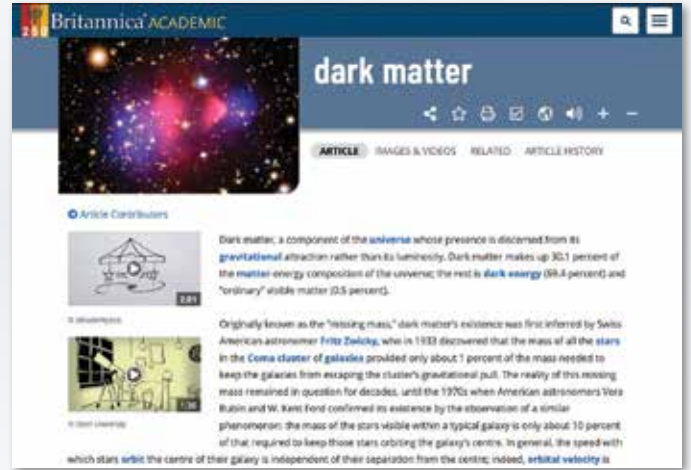 Britannica ACADEMIC
250
dark matter
ARTICLE IMAGES & VIDEOS RELATED ARTICLE HISTORY
Article Contributors
Dark matter, a component of the universe whose presence is discerned from its
gravitational attraction rather than its luminosity. Dark matter makes up 30.1 percent of
the matter-energy composition of the universe; the rest is dark energy (69.4 percent) and
"ordinary" visible matter (0.5 percent).
2:01
Originally known as the "missing mass," dark matter's existence was first inferred by Swiss
American astronomer Fritz Zwicky, who in 1933 discovered that the mass of all the stars
in the Coma cluster of galaxies provided only about 1 percent of the mass needed to
keep the galaxies from escaping the cluster's gravitational pull. The reality of this missing
mass remained in question for decades, until the 1970s when American astronomers Vera
Rubin and W. Kent Ford confirmed its existence by the observation of a similar
© Open University
phenomenon: the mass of the stars visible within a typical galaxy is only about 10 percent
of that required to keep those stars orbiting the galaxy's centre. In general, the speed with
which stars orbit the centre of their galaxy is independent of their separation from the centre; indeed, orbital velocity is